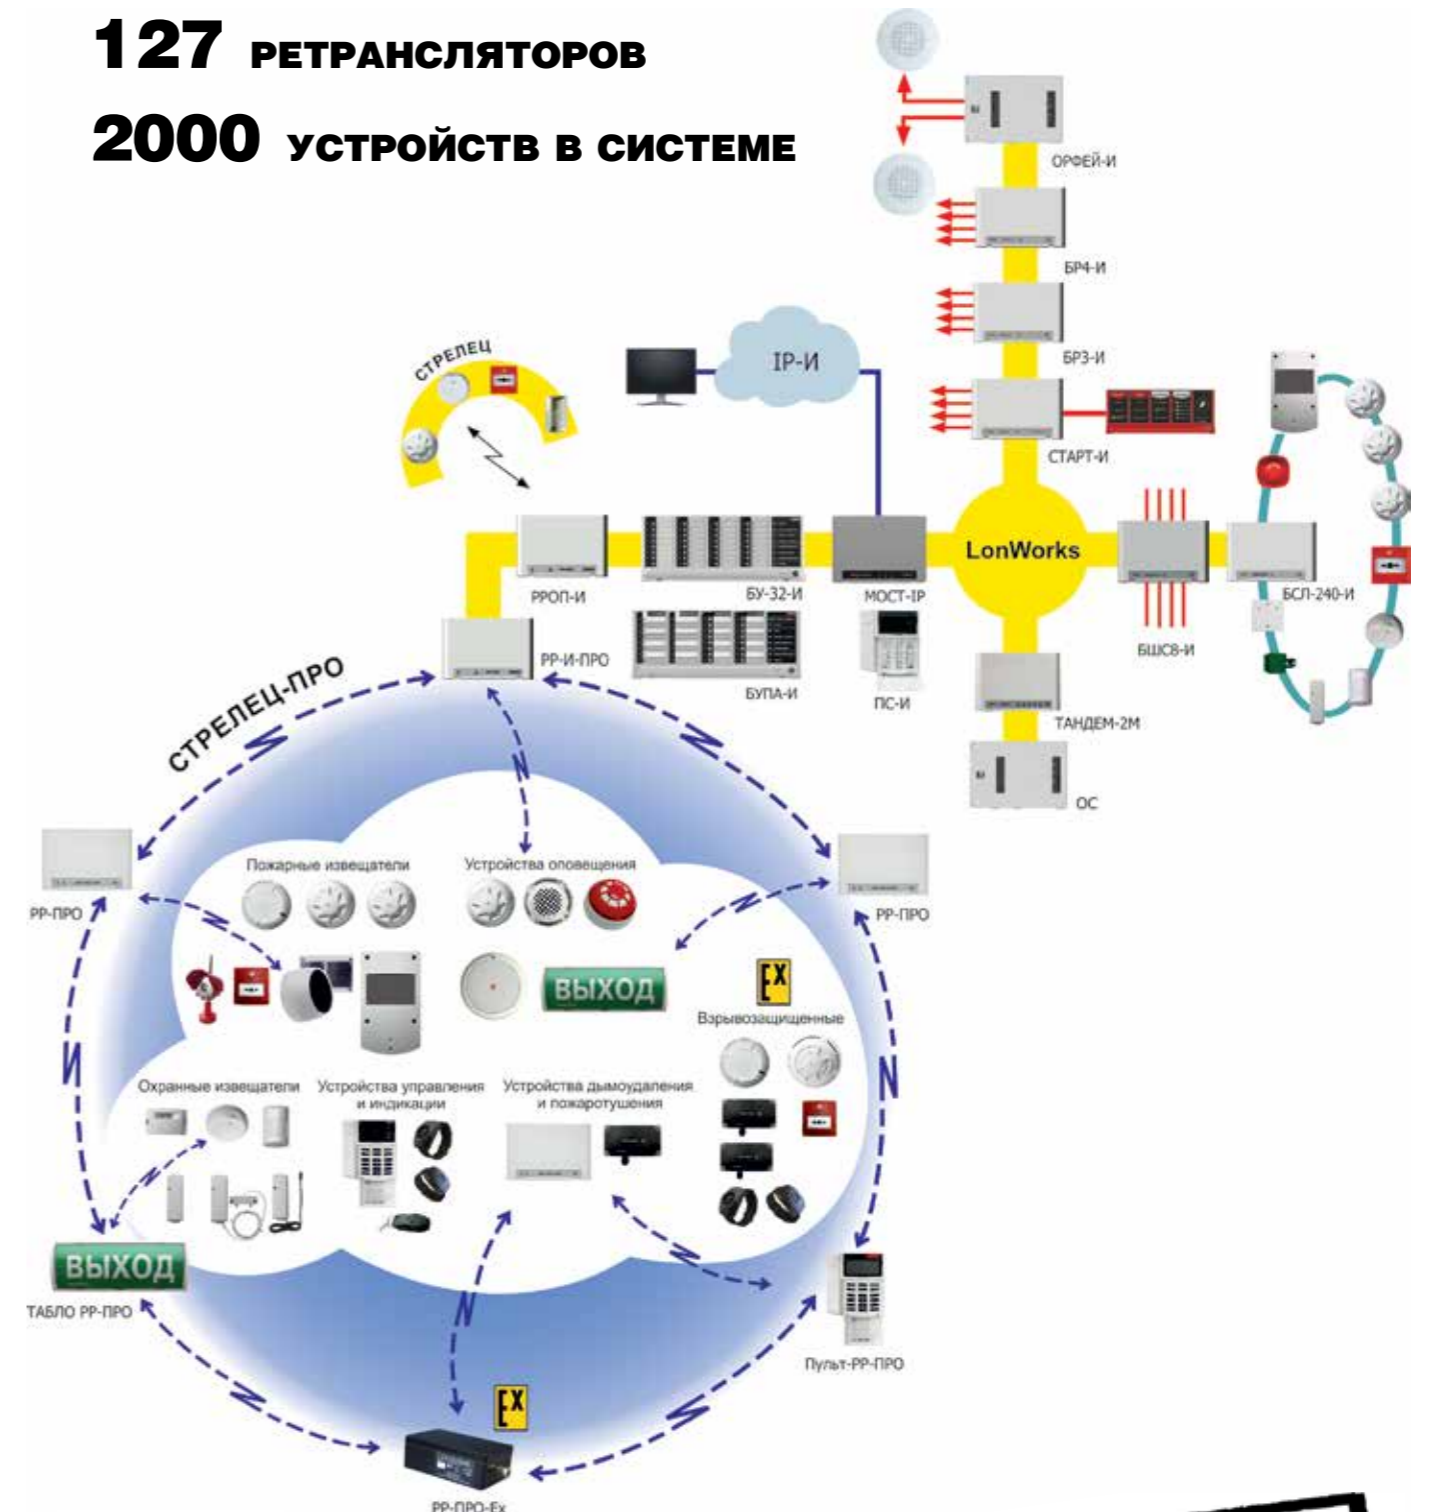 127 РЕТРАНСЛЯТОРОВ
2000 УСТРОЙСТВ В СИСТЕМЕ
ОРФЕЙ-И
БР4-И
БР3-И
IP-И
СТРЕЛЕЦ
СТАРТ-И
LonWorks
РРОП-И
БУ-32-И
МОСТ-IP
БШС8-И
БСЛ-240-И
РР-И-ПРО
БУПА-И
ПС-И
ТАНДЕМ-2М
ОС
СТРЕЛЕЦ-ПРО
РР-ПРО
РР-ПРО
Пожарные извещатели
Устройства оповещения
ВЫХОД
EX
Взрывозащищенные
Охранные извещатели
Устройства управления
и индикации
Устройства дымоудаления
и пожаротушения
ВЫХОД
ТАБЛО РР-ПРО
Пульт-РР-ПРО
EX
РР-ПРО-Ex